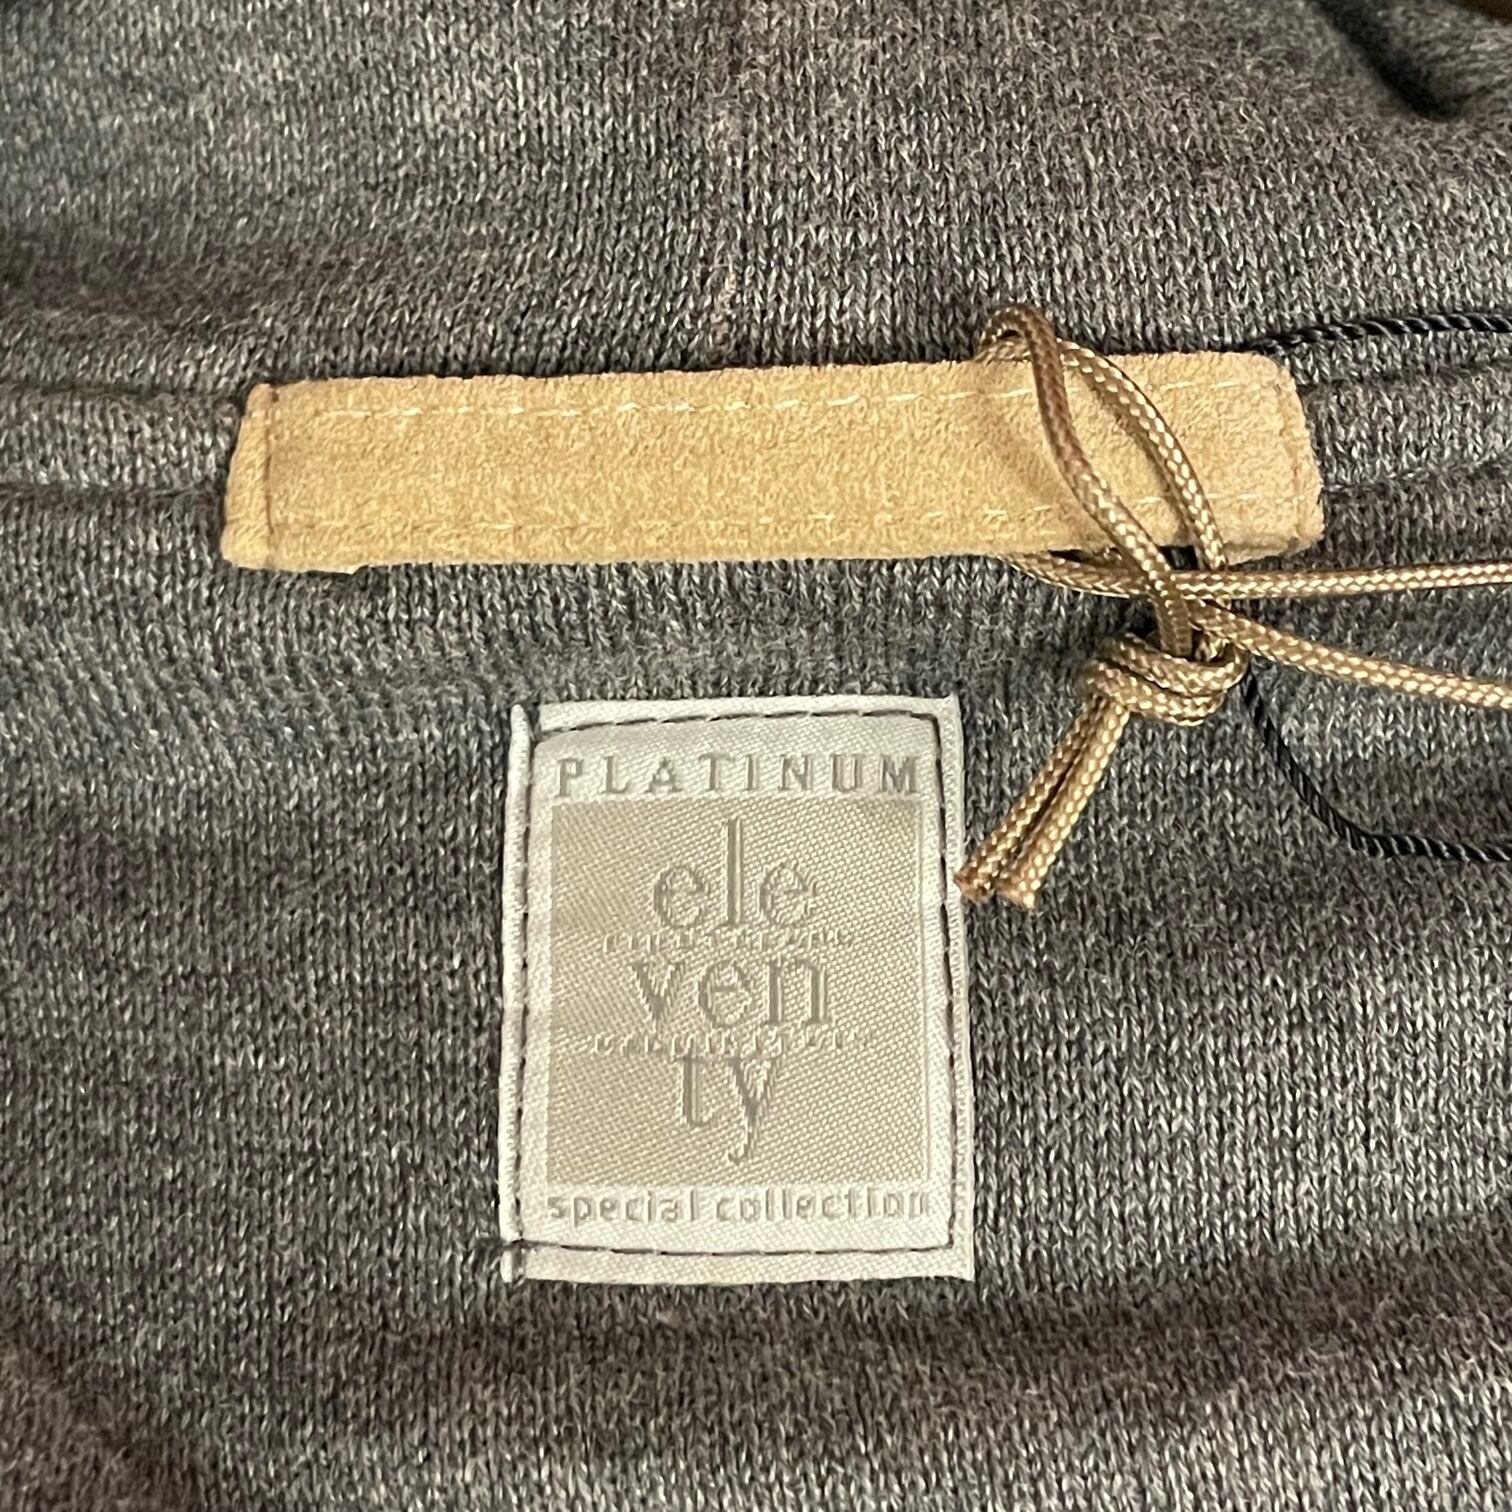 PLATINUM
ele
ven
ty
special collection